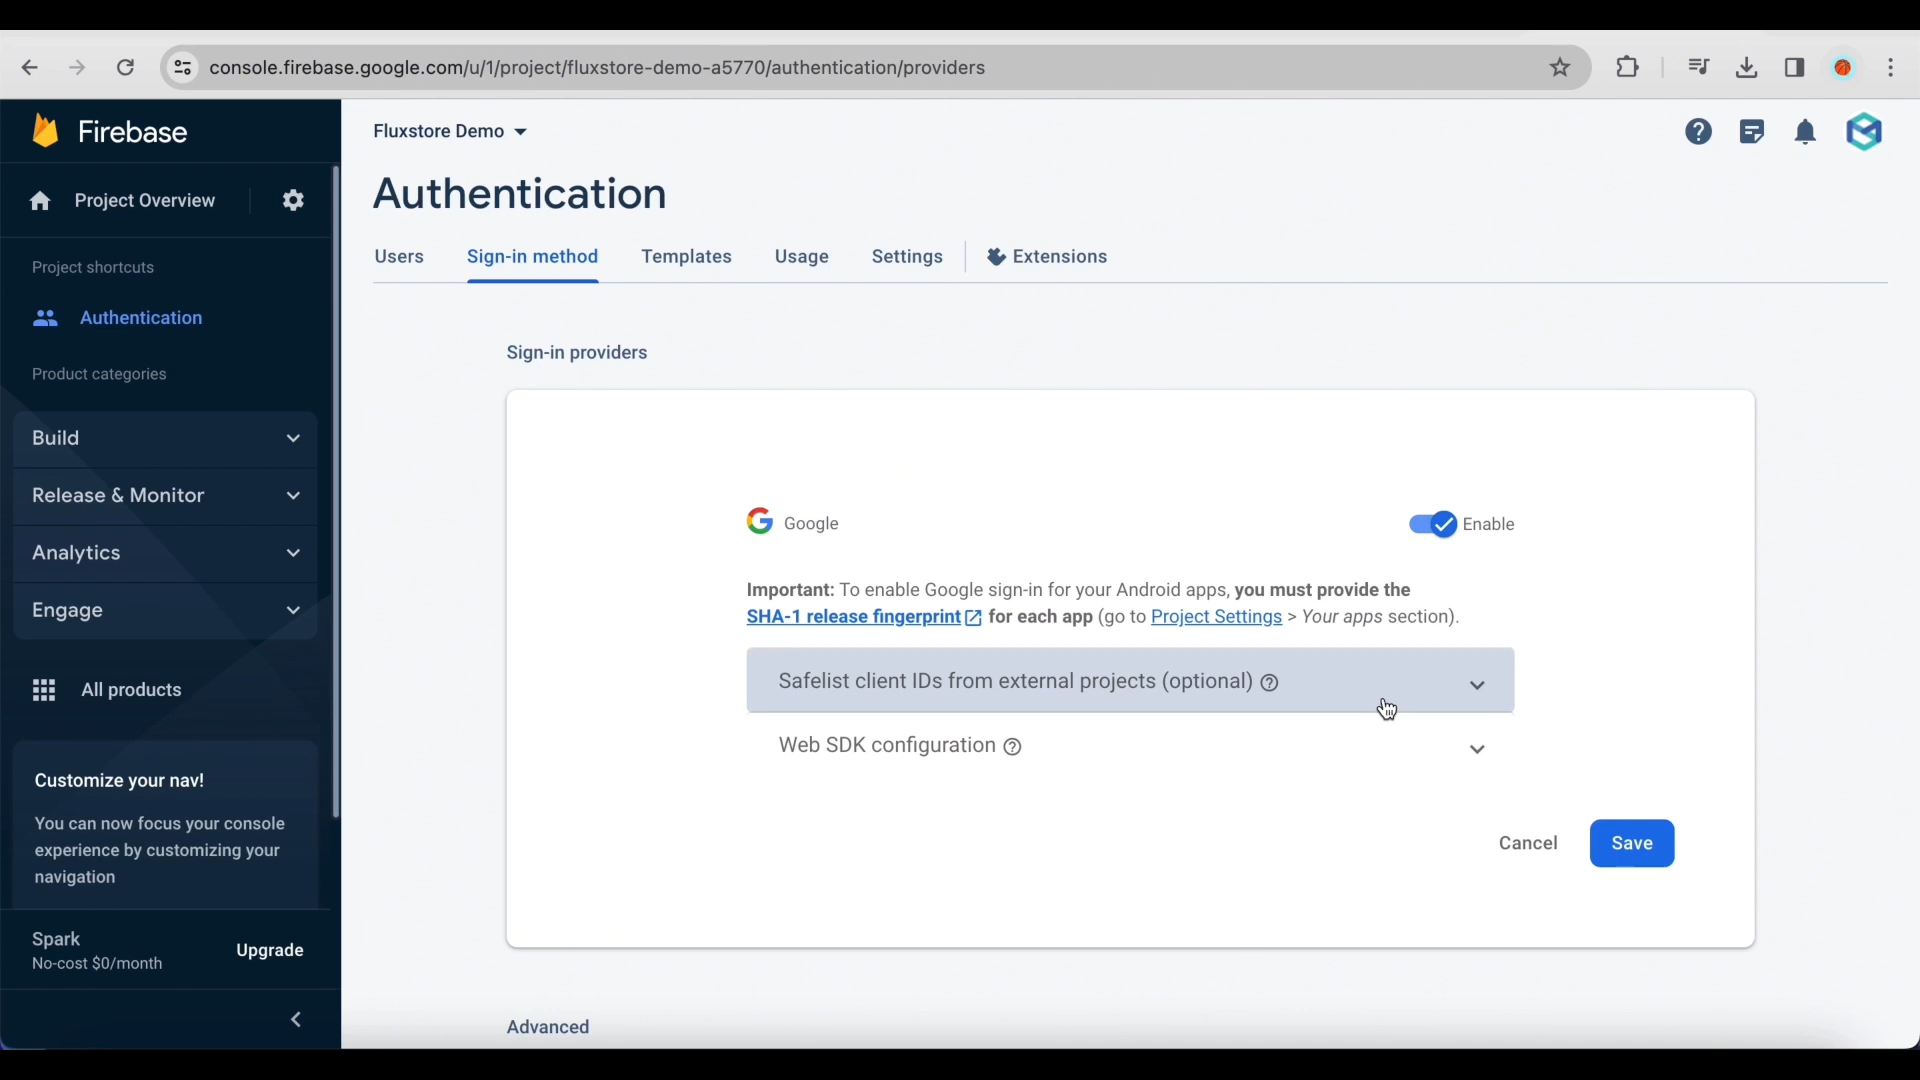 console.firebase.google.com/u/1/project/fluxstore-demo-a5770/authentication/providers
Firebase
Project Overview
Project shortcuts
Authentication
Product categories
Build
Release & Monitor
Analytics
Engage
All products
Customize your nav!
You can now focus your console
experience by customizing your
navigation
Spark
No-cost $0/month
Upgrade
Fluxstore Demo
Authentication
Users
Sign-in method
Templates
Usage
Settings
Extensions
Sign-in providers
Google
Enable
Important: To enable Google sign-in for your Android apps, you must provide the
SHA-1 release fingerprint for each app (go to Project Settings > Your apps section).
Safelist client IDs from external projects (optional)
Web SDK configuration
Cancel
Save
Advanced